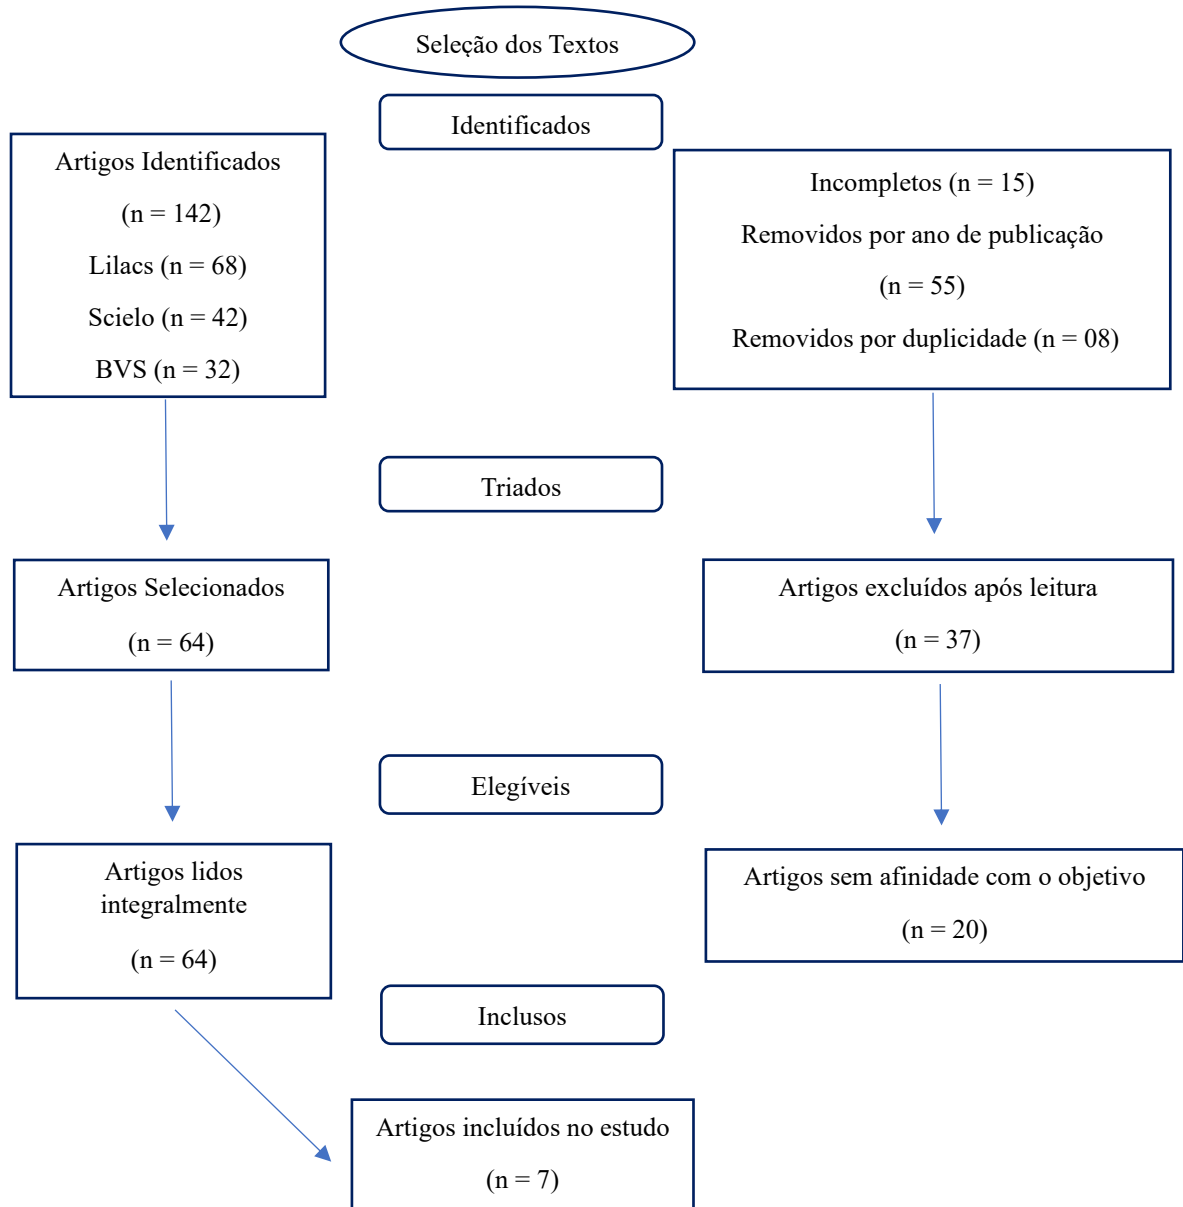 Seleção dos Textos
Identificados
Artigos Identificados
(n = 142)
Lilacs (n = 68)
Scielo (n = 42)
BVS (n = 32)
Incompletos (n = 15)
Removidos por ano de publicação
(n = 55)
Removidos por duplicidade (n = 08)
Triados
Artigos Selecionados
(n = 64)
Artigos excluídos após leitura
(n = 37)
Elegíveis
Artigos lidos
integralmente
(n = 64)
Artigos sem afinidade com o objetivo
(n = 20)
Inclusos
Artigos incluídos no estudo
(n = 7)